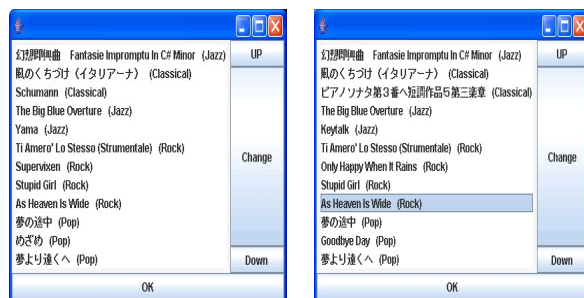 幻想即興曲 Fantasie Impromptu In C# Minor (Jazz)
風のくちづけ (イタリアーナ) (Classical)
Schumann (Classical)
The Big Blue Overture (Jazz)
Yama (Jazz)
Ti Amero' Lo Stesso (Strumentale) (Rock)
Supervixen (Rock)
Stupid Girl (Rock)
As Heaven Is Wide (Rock)
夢の途中 (Pop)
めざめ (Pop)
夢より遠くへ (Pop)
UP
Change
Down
OK
幻想即興曲 Fantasie Impromptu In C# Minor (Jazz)
風のくちづけ (イタリアーナ) (Classical)
ピアノソナタ第3番ヘ短調作品5第三楽章 (Classical)
The Big Blue Overture (Jazz)
Keytalk (Jazz)
Ti Amero' Lo Stesso (Strumentale) (Rock)
Only Happy When It Rains (Rock)
Stupid Girl (Rock)
As Heaven Is Wide (Rock)
夢の途中 (Pop)
Goodbye Day (Pop)
夢より遠くへ (Pop)
UP
Change
Down
OK